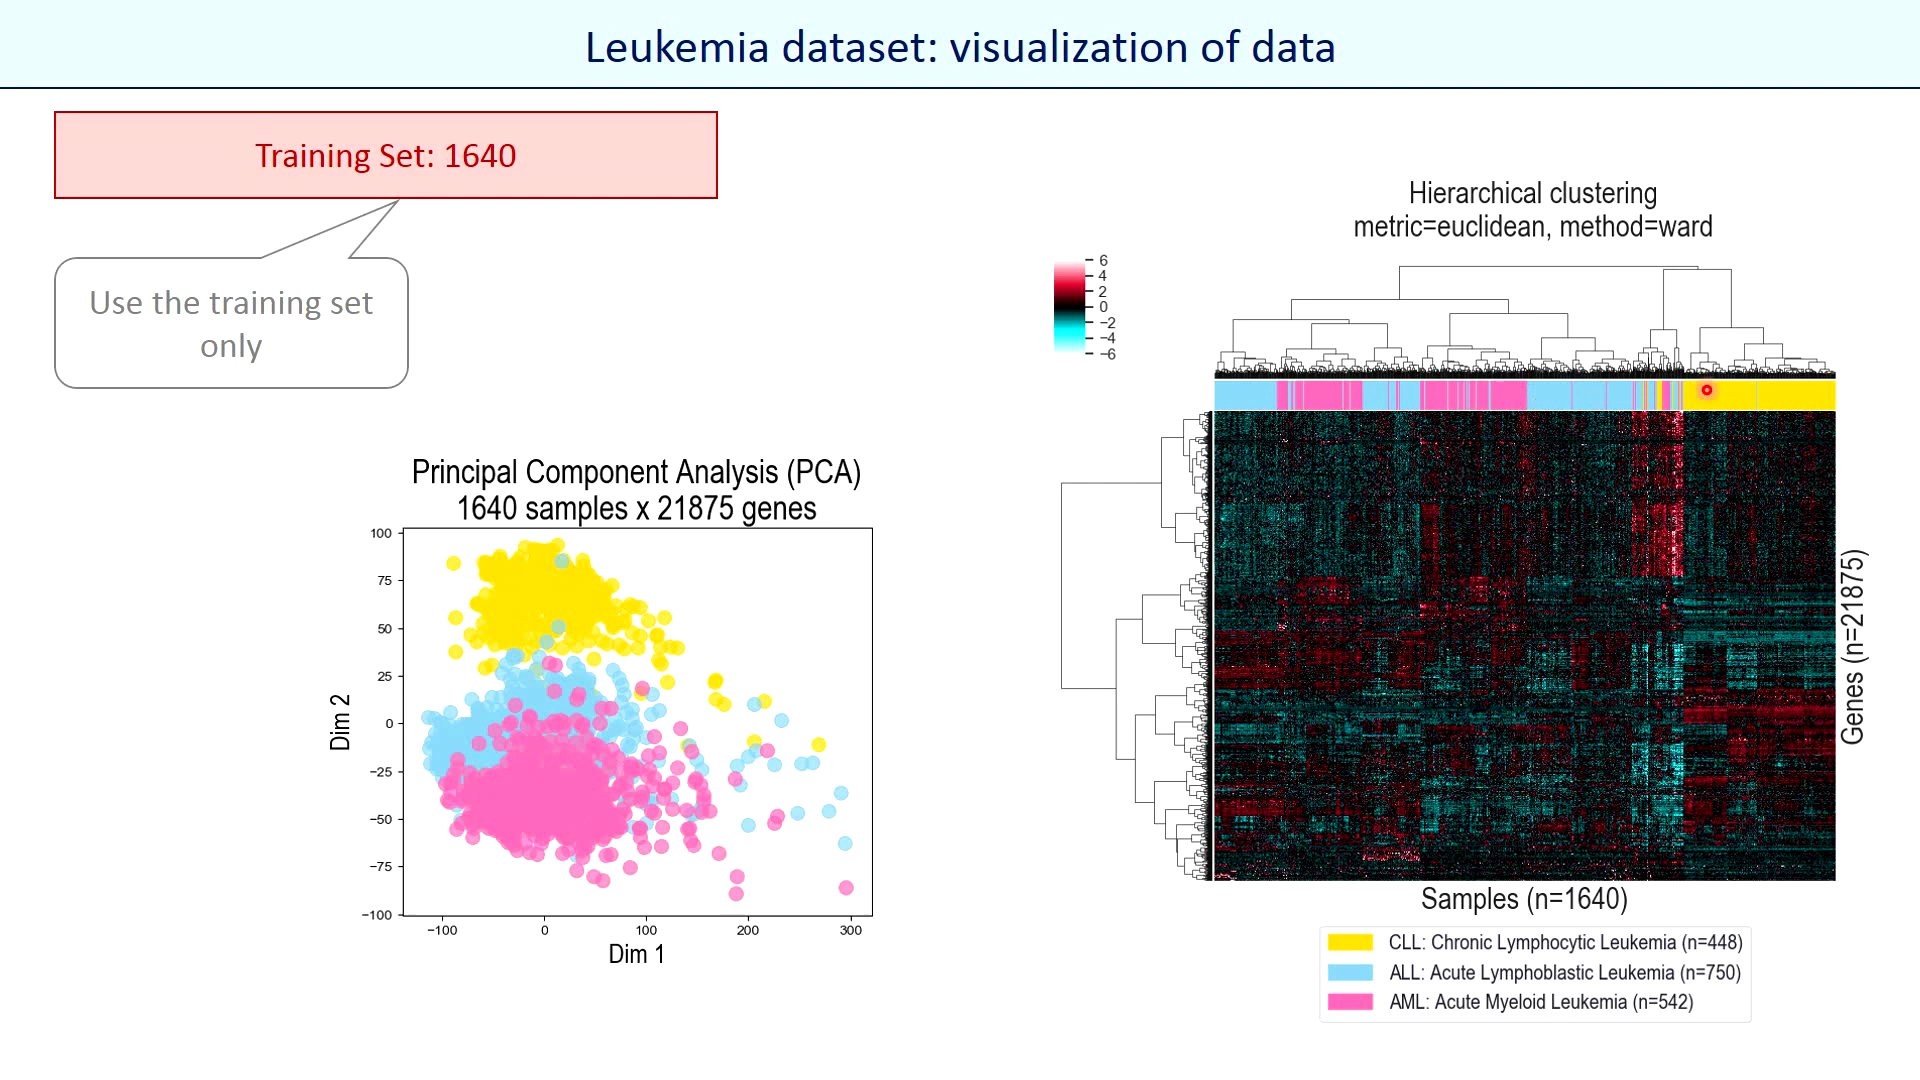 Leukemia dataset: visualization of data
Training Set: 1640
Use the training set
only
Principal Component Analysis (PCA)
1640 samples x 21875 genes
100
75
50
25
0
−25
−50
−75
−100
Dim 2
−100
0
100
200
300
Dim 1
Hierarchical clustering
metric=euclidean, method=ward
6
4
2
0
−2
−4
−6
Genes (n=21875)
Samples (n=1640)
CLL: Chronic Lymphocytic Leukemia (n=448)
ALL: Acute Lymphoblastic Leukemia (n=750)
AML: Acute Myeloid Leukemia (n=542)